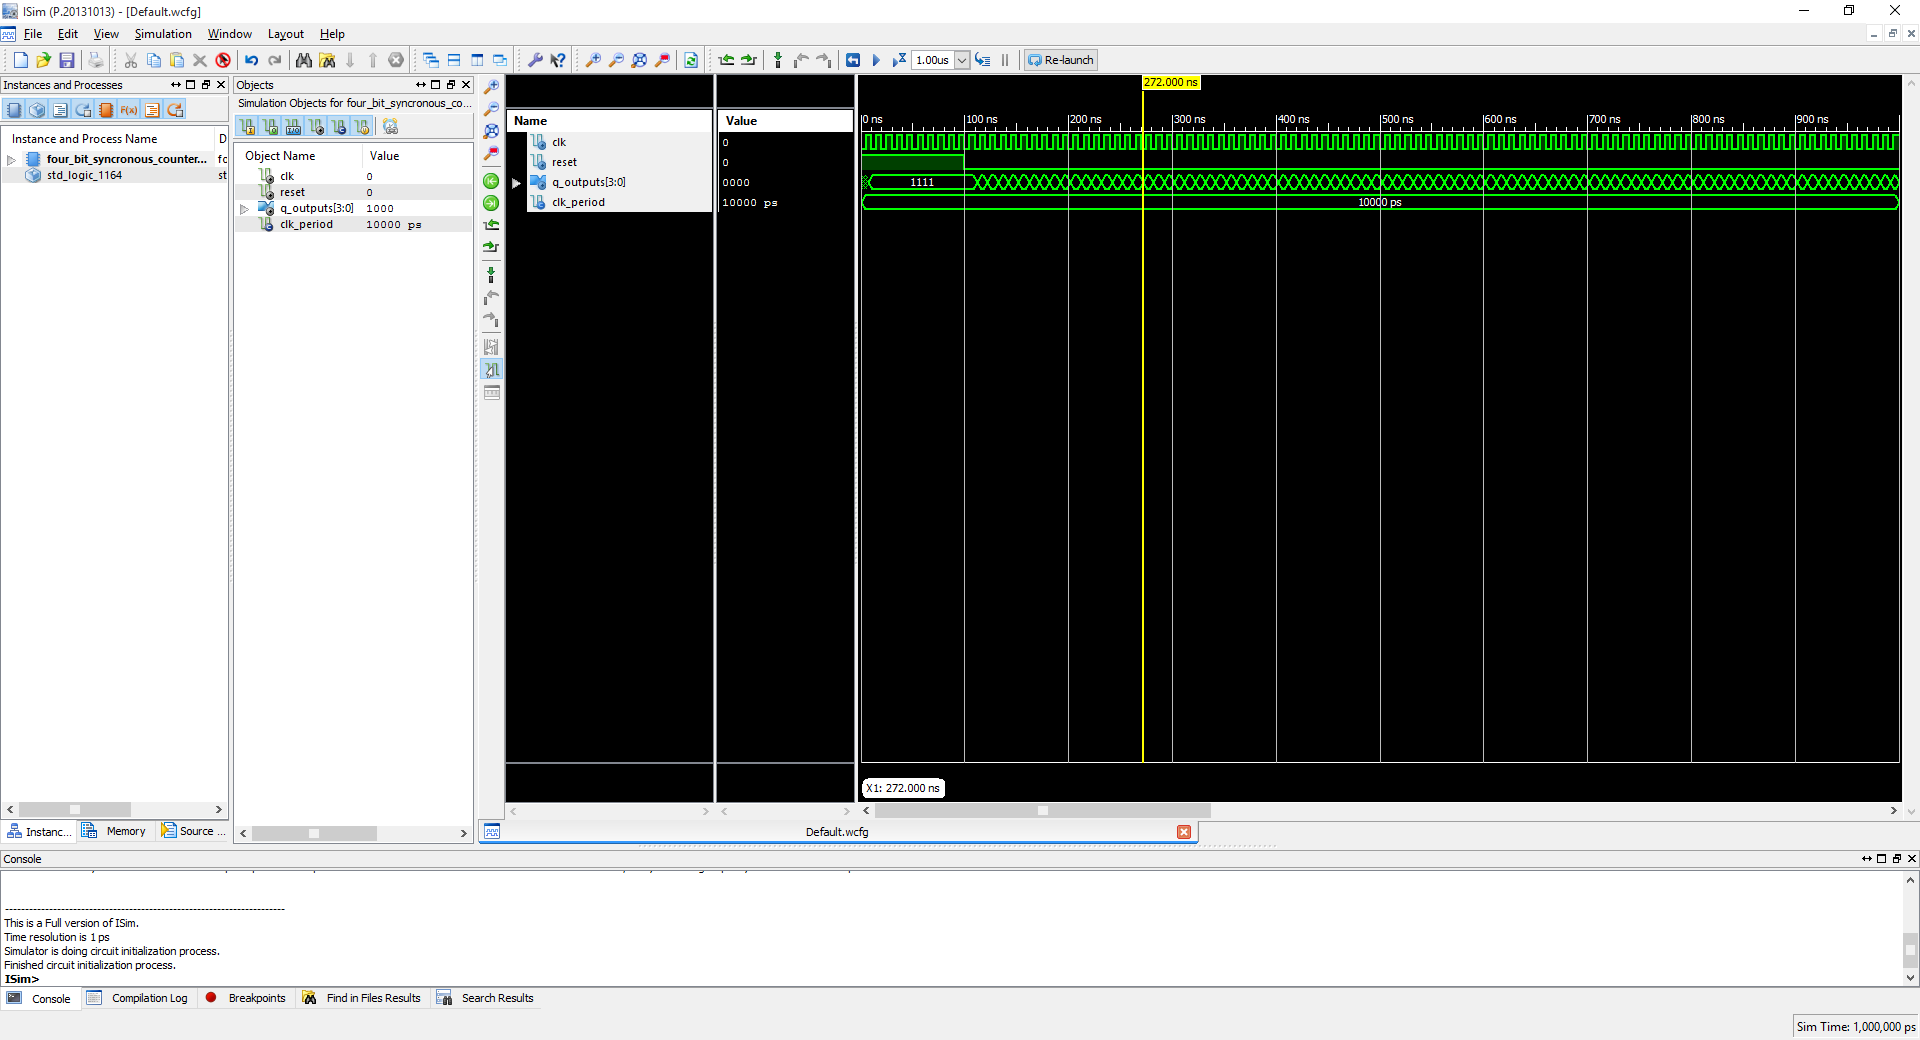 ISim (P.20131013) - [Default.wcfg]
File Edit View Simulation Window Layout Help
1.00us Re-launch
Instances and Processes
Instance and Process Name D
four_bit_syncronous_counter... fc
std_logic_1164 st
Instanc... Memory Source ...
Objects
Simulation Objects for four_bit_syncronous_co...
Object Name Value
clk 0
reset 0
q_outputs[3:0] 1000
clk_period 10000 ps
Name Value
clk 0
reset 0
q_outputs[3:0] 0000
clk_period 10000 ps
272.000 ns
0 ns 100 ns 200 ns 300 ns 400 ns 500 ns 600 ns 700 ns 800 ns 900 ns
1111
10000 ps
X1: 272.000 ns
Default.wcfg
Console
--------------------------------------------------------------------
This is a Full version of ISim.
Time resolution is 1 ps
Simulator is doing circuit initialization process.
Finished circuit initialization process.
ISim>
Console Compilation Log Breakpoints Find in Files Results Search Results
Sim Time: 1,000,000 ps